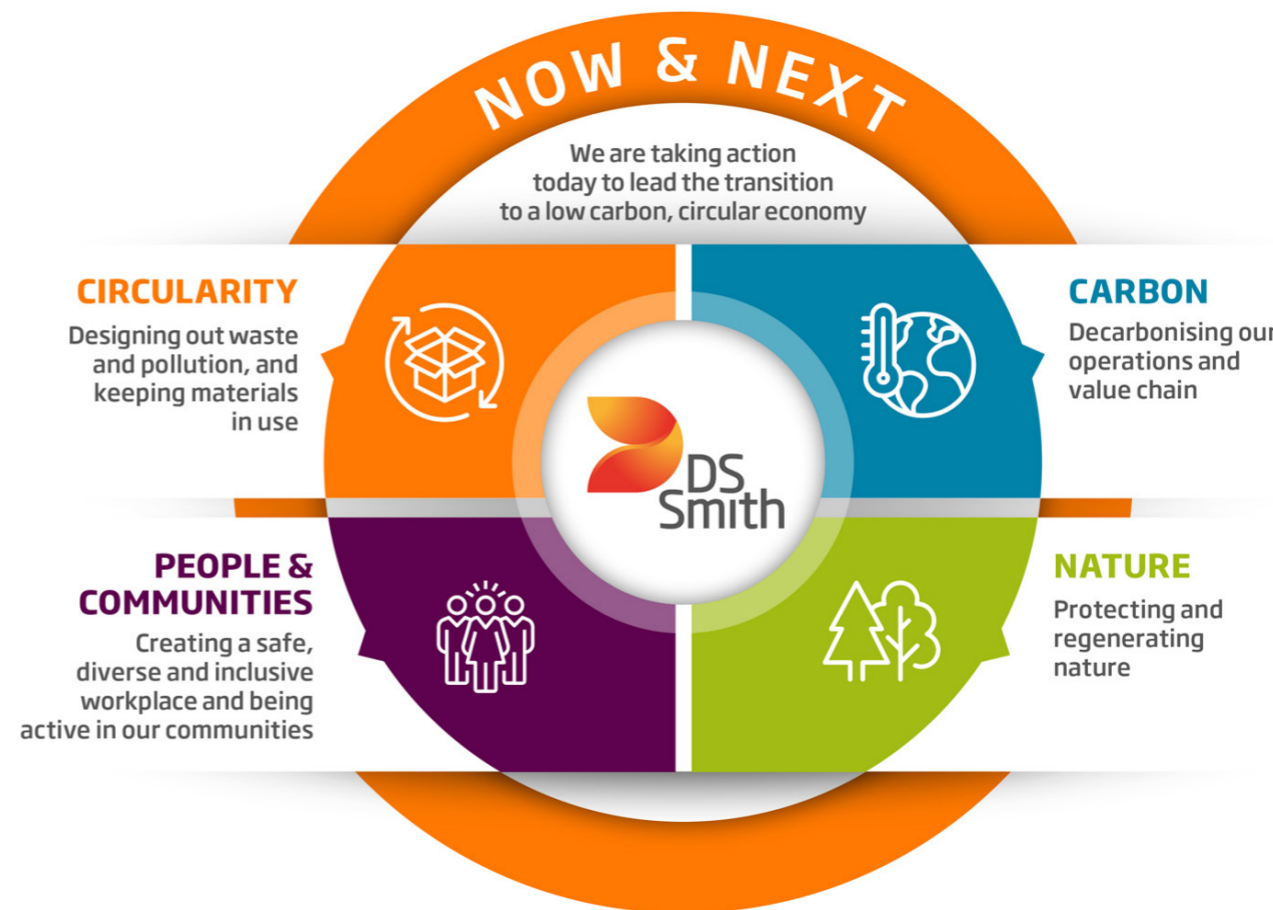 NOW & NEXT
We are taking action
today to lead the transition
to a low carbon, circular economy
CIRCULARITY
Designing out waste
and pollution, and
keeping materials
in use
CARBON
Decarbonising our
operations and
value chain
DS
Smith
PEOPLE &
COMMUNITIES
Creating a safe,
diverse and inclusive
workplace and being
active in our communities
NATURE
Protecting and
regenerating
nature